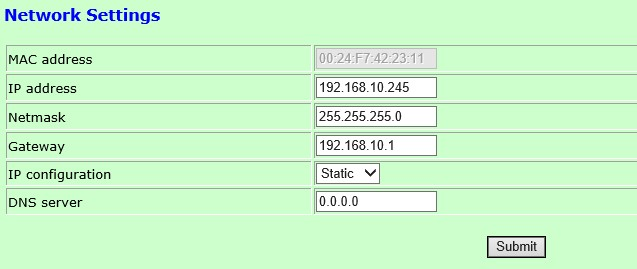 Network Settings
MAC address 00:24:F7:42:23:11
IP address 192.168.10.245
Netmask 255.255.255.0
Gateway 192.168.10.1
IP configuration Static
DNS server 0.0.0.0
Submit